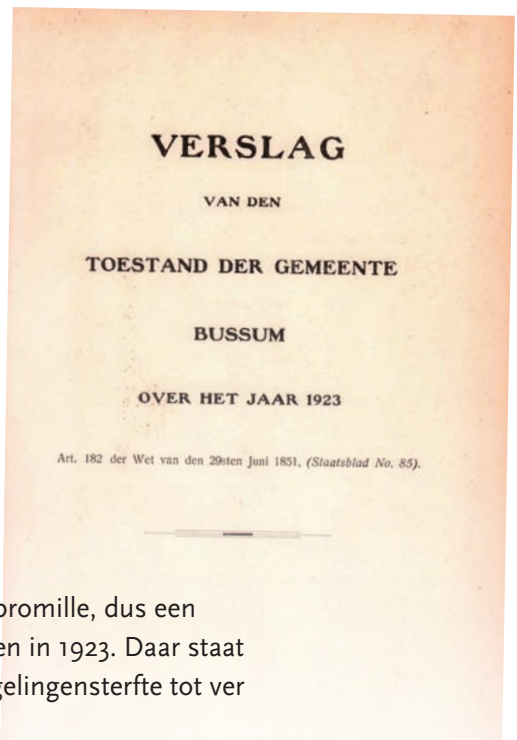 VERSLAG
VAN DEN
TOESTAND DER GEMEENTE
BUSSUM
OVER HET JAAR 1923
Art. 182 der Wet van den 29sten Juni 1851, (Staatsblad No. 85).
promille, dus een
en in 1923. Daar staat
gelingensterfte tot ver